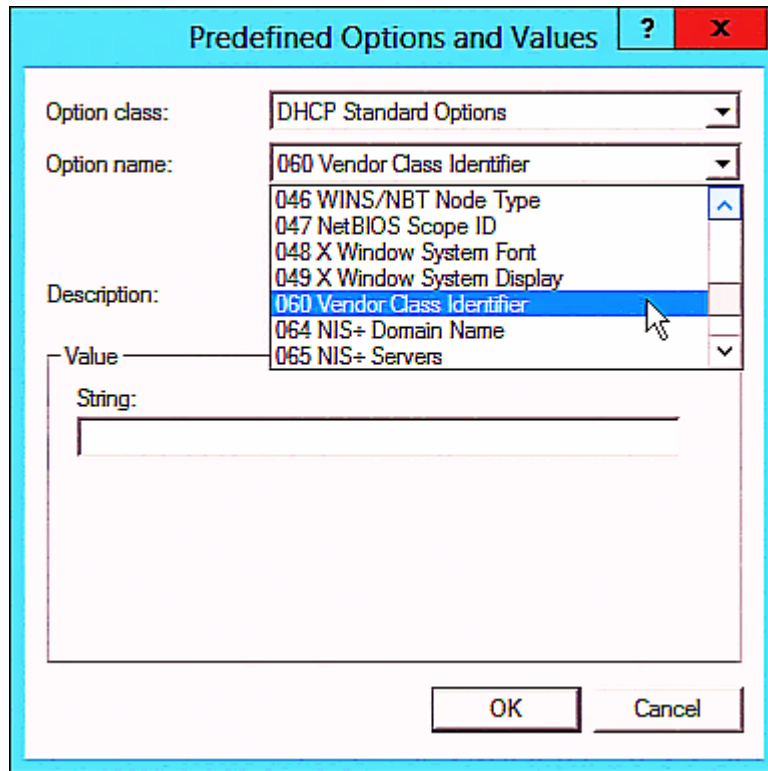 Predefined Options and Values ? x
Option class: DHCP Standard Options
Option name: 060 Vendor Class Identifier
046 WINS/NBT Node Type
047 NetBIOS Scope ID
048 X Window System Font
049 X Window System Display
060 Vendor Class Identifier
064 NIS+ Domain Name
065 NIS+ Servers
Description:
Value
String:
OK Cancel